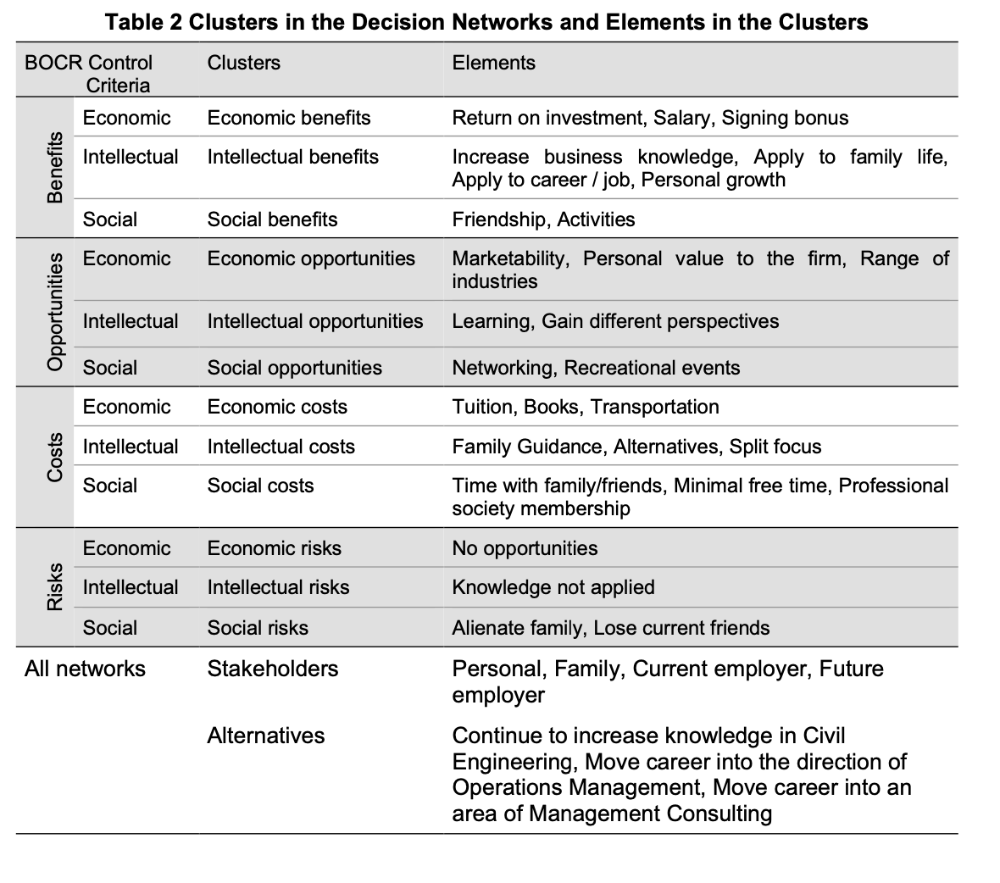 Table 2 Clusters in the Decision Networks and Elements in the Clusters
BOCR Control Clusters Elements
Criteria
Benefits
Economic Economic benefits Return on investment, Salary, Signing bonus
Intellectual Intellectual benefits Increase business knowledge, Apply to family life,
Apply to career / job, Personal growth
Social Social benefits Friendship, Activities
Opportunities
Economic Economic opportunities Marketability, Personal value to the firm, Range of
industries
Intellectual Intellectual opportunities Learning, Gain different perspectives
Social Social opportunities Networking, Recreational events
Costs
Economic Economic costs Tuition, Books, Transportation
Intellectual Intellectual costs Family Guidance, Alternatives, Split focus
Social Social costs Time with family/friends, Minimal free time, Professional
society membership
Risks
Economic Economic risks No opportunities
Intellectual Intellectual risks Knowledge not applied
Social Social risks Alienate family, Lose current friends
All networks Stakeholders Personal, Family, Current employer, Future
employer
Alternatives Continue to increase knowledge in Civil
Engineering, Move career into the direction of
Operations Management, Move career into an
area of Management Consulting